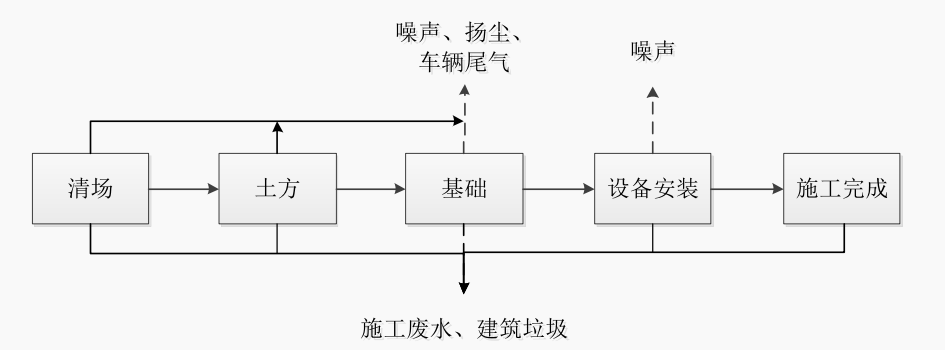 噪声、扬尘、
车辆尾气
噪声
清场
土方
基础
设备安装
施工完成
施工废水、建筑垃圾